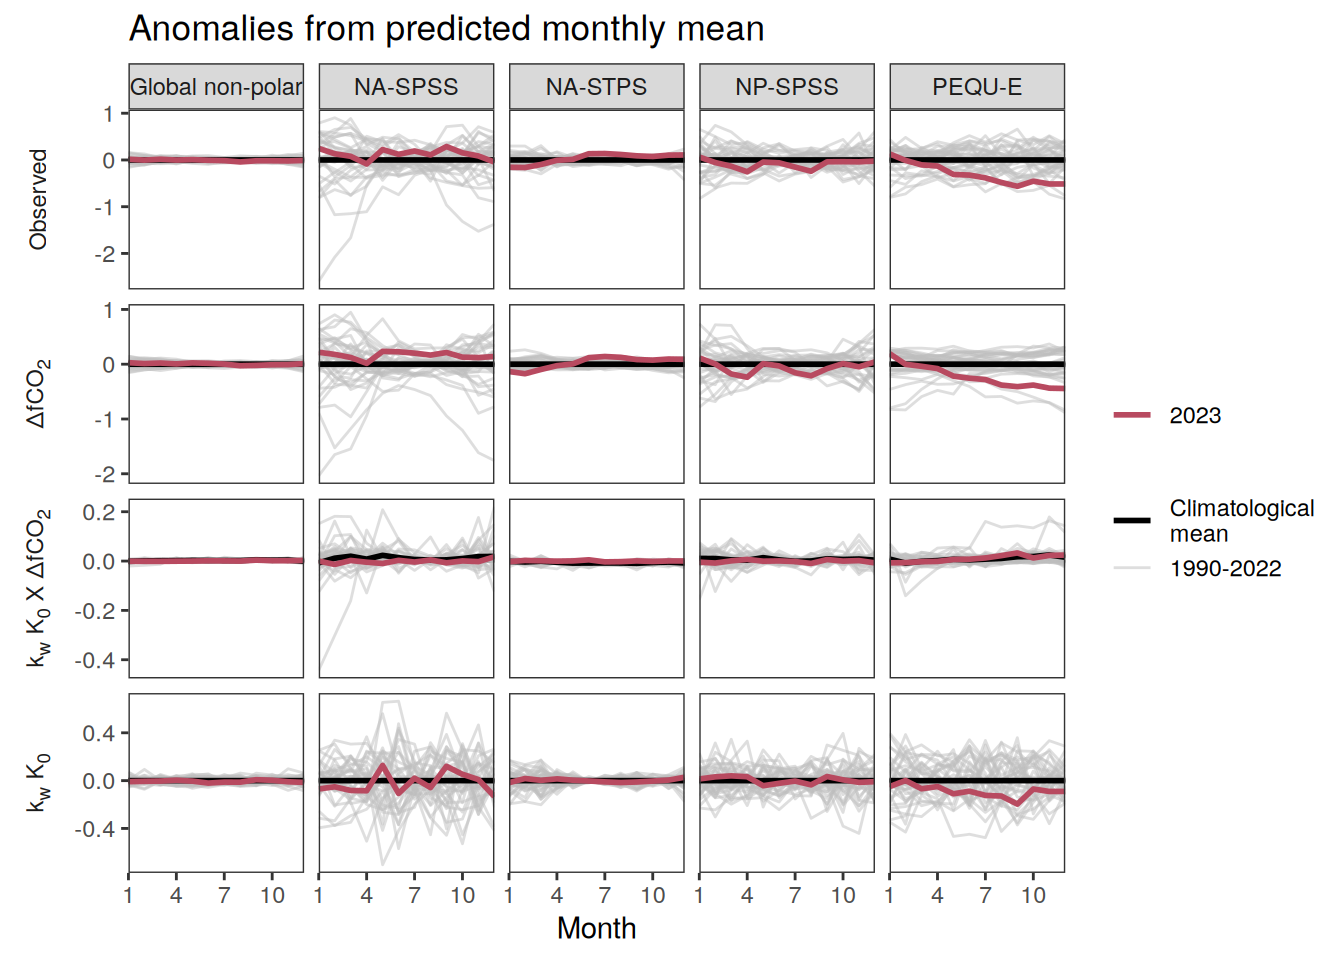 Anomalies from predicted monthly mean
Global non-polar NA-SPSS NA-STPS NP-SPSS PEQU-E
Observed
1
0
-1
-2
ΔfCO₂
1
0
-1
-2
k_w K₀ X ΔfCO₂
0.2
0.0
-0.2
-0.4
k_w K₀
0.4
0.0
-0.4
1 4 7 10 1 4 7 10 1 4 7 10 1 4 7 10 1 4 7 10
Month
2023
Climatological
mean
1990-2022